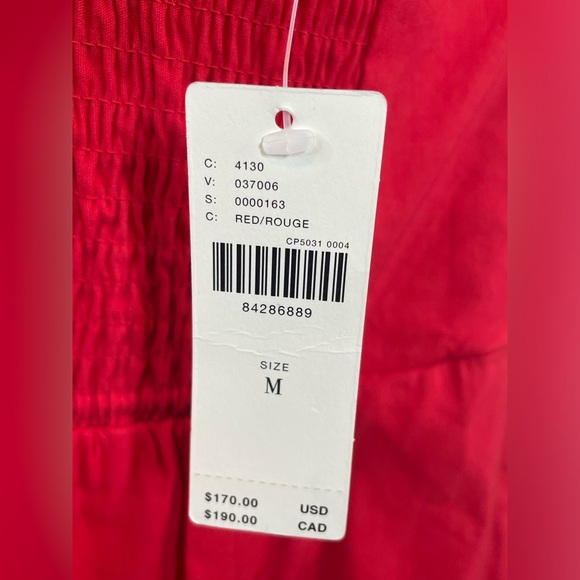 C: 4130
V: 037006
S: 0000163
C: RED/ROUGE
CP5031 0004
84286889
SIZE
M
$170.00 USD
$190.00 CAD